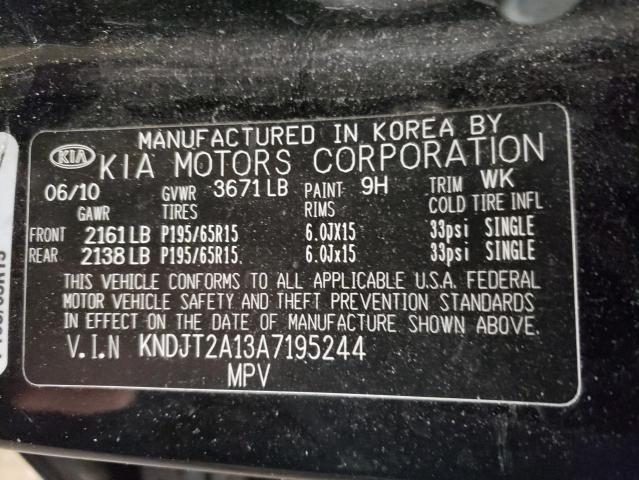 MANUFACTURED IN KOREA BY
KIA KIA MOTORS CORPORATION
06/10 GVWR 3671LB PAINT 9H TRIM WK
GAWR TIRES RIMS COLD TIRE INFL
FRONT 2161LB P195/65R15 6.0JX15 33psi SINGLE
REAR 2138LB P195/65R15. 6.0Jx15 33psi SINGLE
THIS VEHICLE CONFORMS TO ALL APPLICABLE U.S.A. FEDERAL
MOTOR VEHICLE SAFETY AND THEFT PREVENTION STANDARDS
IN EFFECT ON THE DATE OF MANUFACTURE SHOWN ABOVE.
V.I.N KNDJT2A13A7195244
MPV